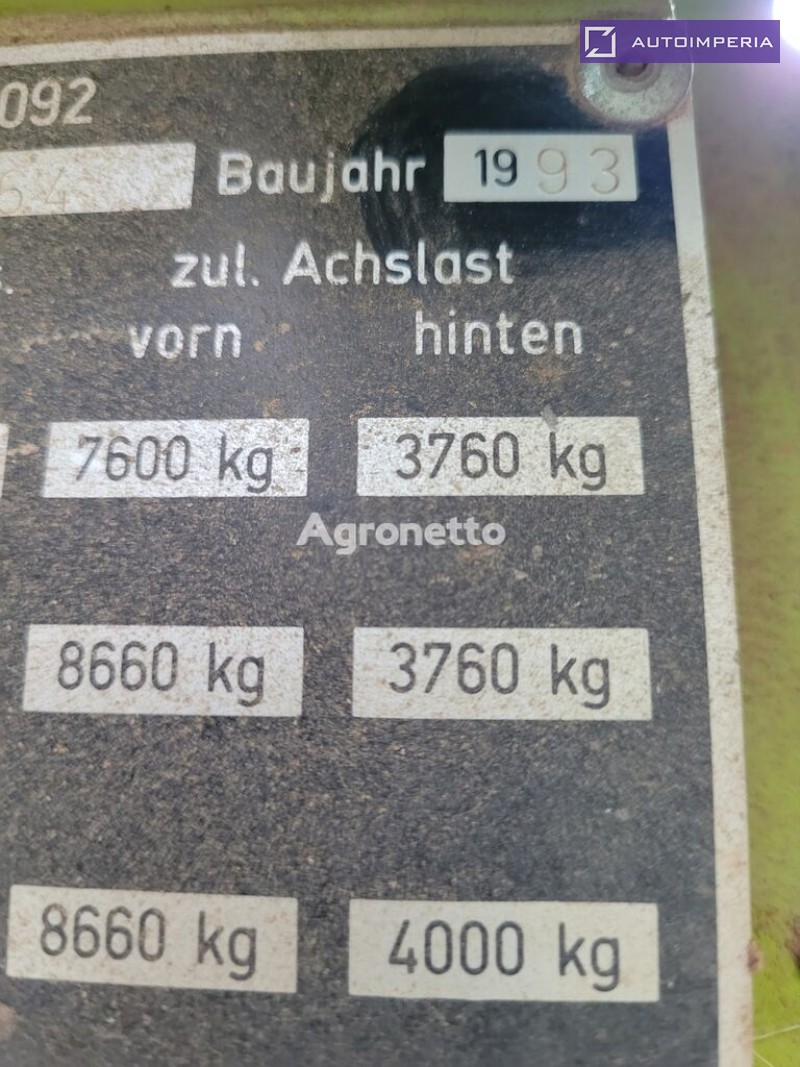 AUTOIMPERIA
092
64 Baujahr 1993
zul. Achslast
vorn hinten
7600 kg 3760 kg
Agronetto
8660 kg 3760 kg
8660 kg 4000 kg